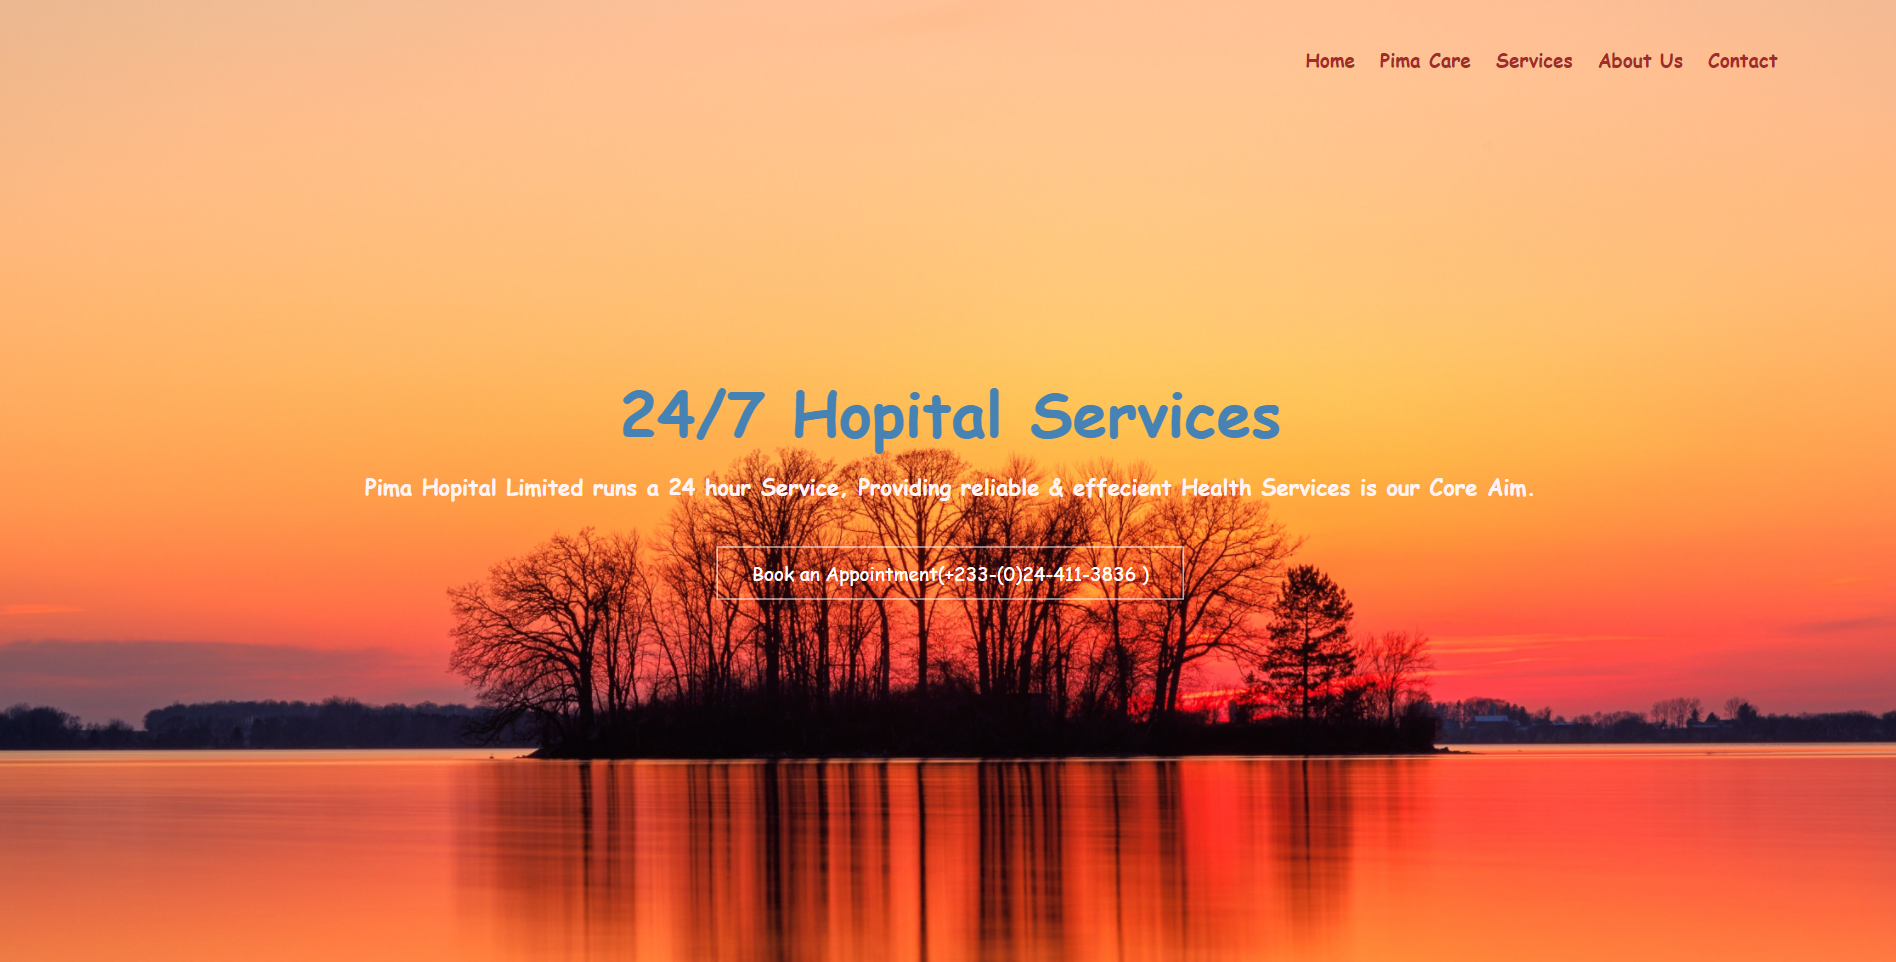 Home Pima Care Services About Us Contact
24/7 Hopital Services
Pima Hopital Limited runs a 24 hour Service, Providing reliable & effecient Health Services is our Core Aim.
Book an Appointment(+233-(0)24-411-3836 )